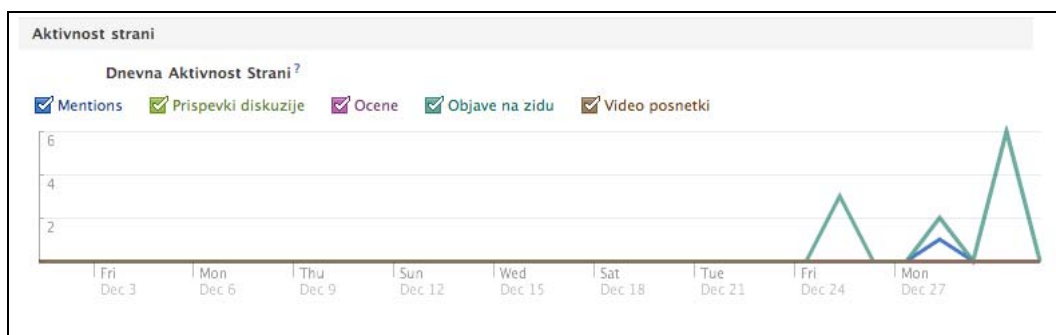 Aktivnost strani
Dnevna Aktivnost Strani?
Mentions Prispevki diskuzije Ocene Objave na zidu Video posnetki
6
4
2
Fri Mon Thu Sun Wed Sat Tue Fri Mon
Dec 3 Dec 6 Dec 9 Dec 12 Dec 15 Dec 18 Dec 21 Dec 24 Dec 27